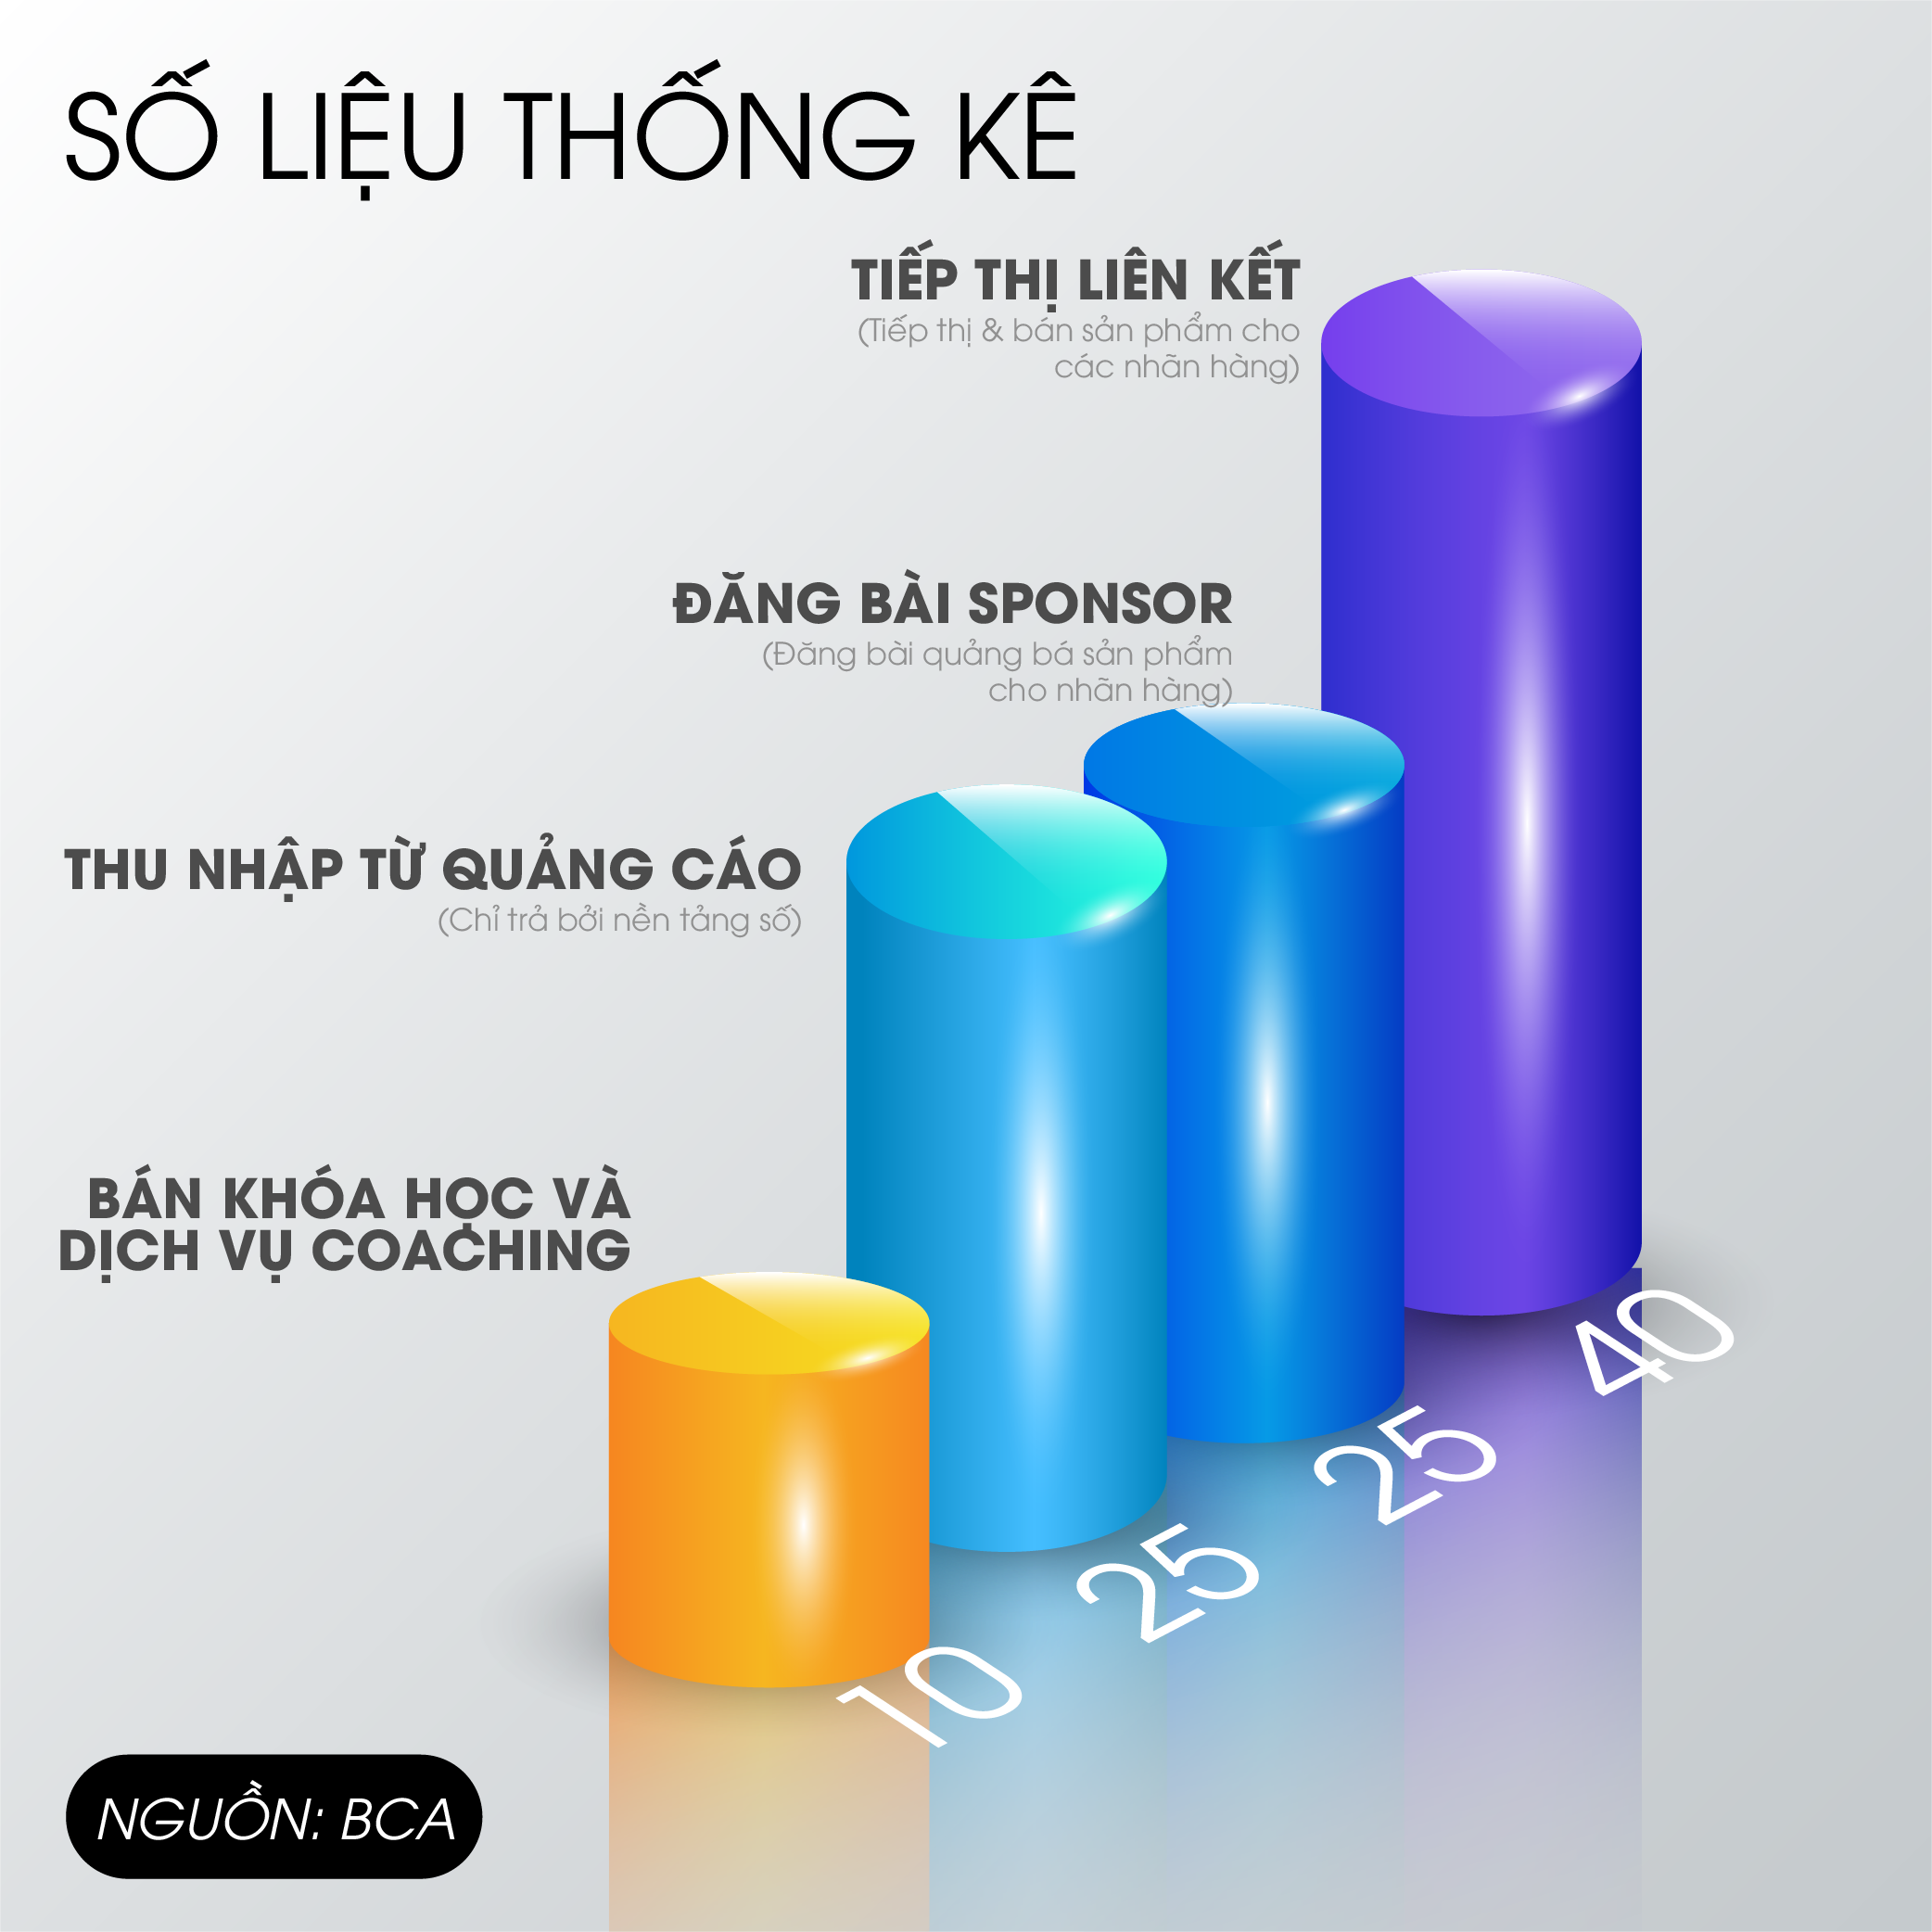 SỐ LIỆU THỐNG KÊ
TIẾP THỊ LIÊN KẾT
(Tiếp thị & bán sản phẩm cho
các nhãn hàng)
ĐĂNG BÀI SPONSOR
(Đăng bài quảng bá sản phẩm
cho nhãn hàng)
THU NHẬP TỪ QUẢNG CÁO
(Chỉ trả bởi nền tảng số)
BÁN KHÓA HỌC VÀ
DỊCH VỤ COACHING
40
25
25
10
NGUỒN: BCA